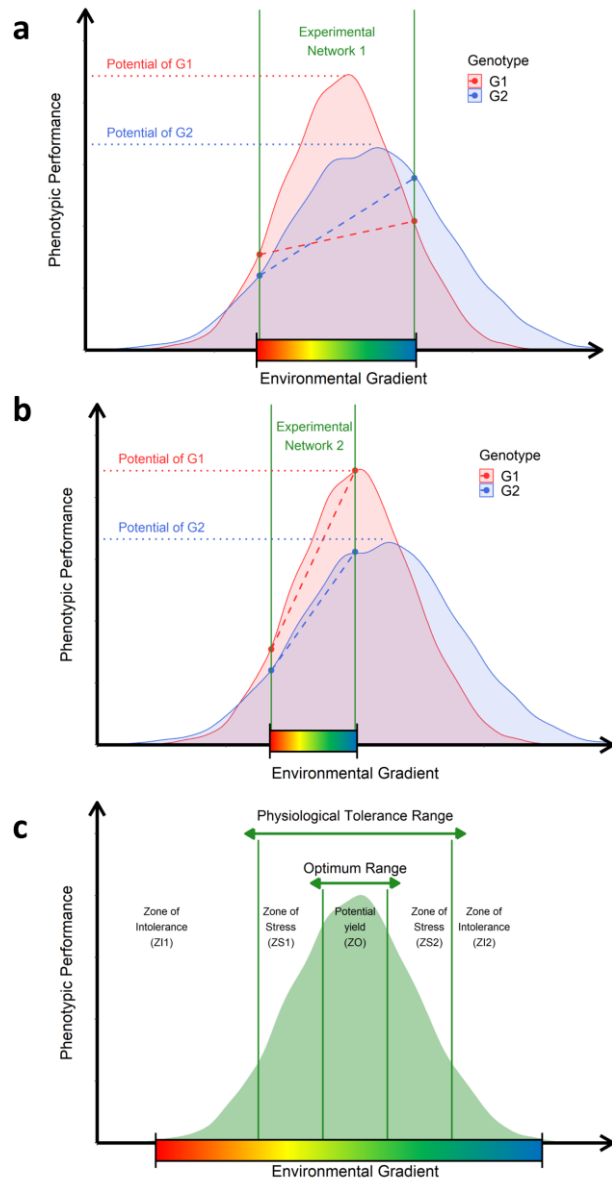 a
Experimental
Network 1
Potential of G1
Potential of G2
Genotype
G1
G2
Phenotypic Performance
Environmental Gradient
b
Experimental
Network 2
Potential of G1
Potential of G2
Genotype
G1
G2
Phenotypic Performance
Environmental Gradient
c
Physiological Tolerance Range
Optimum Range
Zone of
Intolerance
(ZI1)
Zone of
Stress
(ZS1)
Potential
yield
(ZO)
Zone of
Stress
(ZS2)
Zone of
Intolerance
(ZI2)
Phenotypic Performance
Environmental Gradient